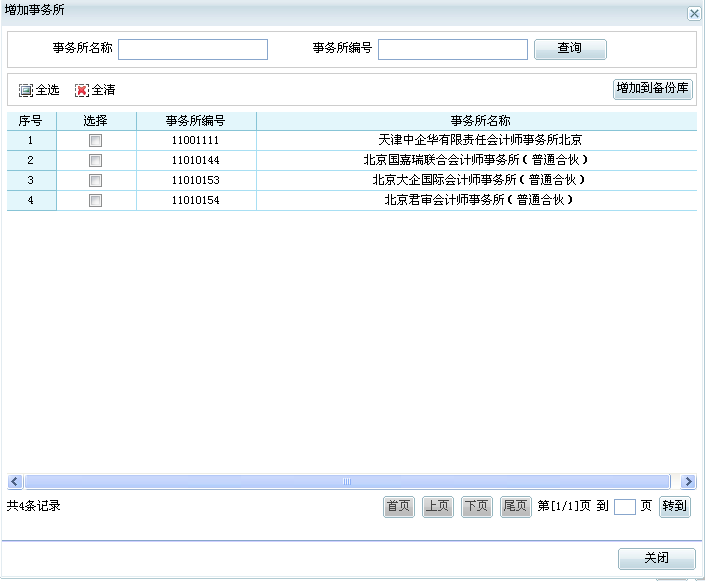 增加事务所
事务所名称 事务所编号 查询
全选 全清 增加到备份库
序号 选择 事务所编号 事务所名称
1 11001111 天津中企华有限责任会计师事务所北京
2 11010144 北京国嘉瑞联合会计师事务所（普通合伙）
3 11010153 北京大企国际会计师事务所（普通合伙）
4 11010154 北京君审会计师事务所（普通合伙）
共4条记录 首页 上页 下页 尾页 第[1/1]页 到 页 转到
关闭